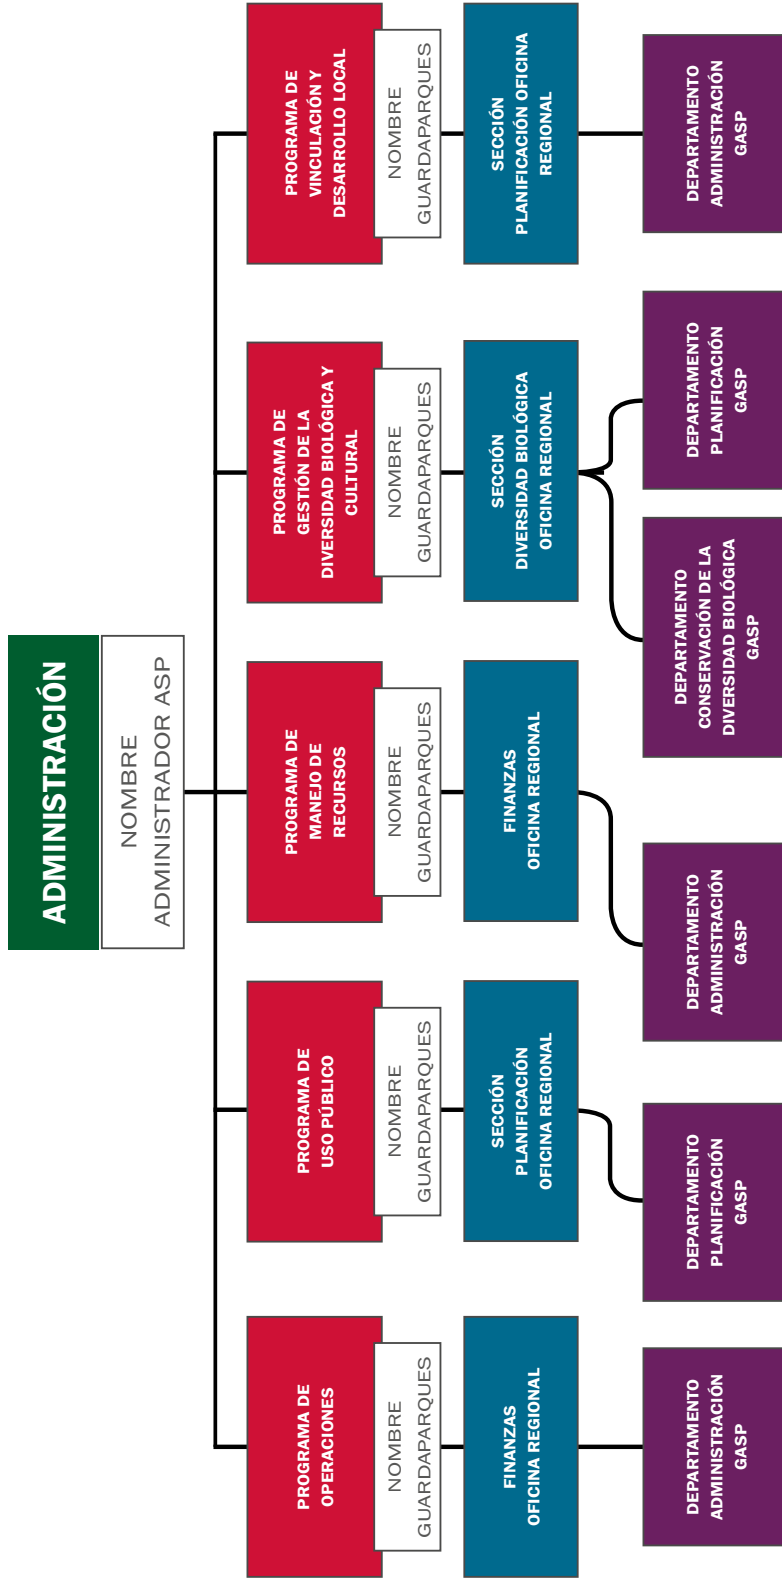 ADMINISTRACIÓN
NOMBRE
ADMINISTRADOR ASP
PROGRAMA DE
OPERACIONES
NOMBRE
GUARDAPARQUES
PROGRAMA DE
USO PÚBLICO
NOMBRE
GUARDAPARQUES
PROGRAMA DE
MANEJO DE
RECURSOS
NOMBRE
GUARDAPARQUES
PROGRAMA DE
GESTIÓN DE LA
DIVERSIDAD BIOLÓGICA Y
CULTURAL
NOMBRE
GUARDAPARQUES
PROGRAMA DE
VINCULACIÓN Y
DESARROLLO LOCAL
NOMBRE
GUARDAPARQUES
FINANZAS
OFICINA REGIONAL
SECCIÓN
PLANIFICACIÓN
OFICINA REGIONAL
FINANZAS
OFICINA REGIONAL
SECCIÓN
DIVERSIDAD BIOLÓGICA
OFICINA REGIONAL
SECCIÓN
PLANIFICACIÓN OFICINA
REGIONAL
DEPARTAMENTO
ADMINISTRACIÓN
GASP
DEPARTAMENTO
PLANIFICACIÓN
GASP
DEPARTAMENTO
ADMINISTRACIÓN
GASP
DEPARTAMENTO
CONSERVACIÓN DE LA
DIVERSIDAD BIOLÓGICA
GASP
DEPARTAMENTO
PLANIFICACIÓN
GASP
DEPARTAMENTO
ADMINISTRACIÓN
GASP